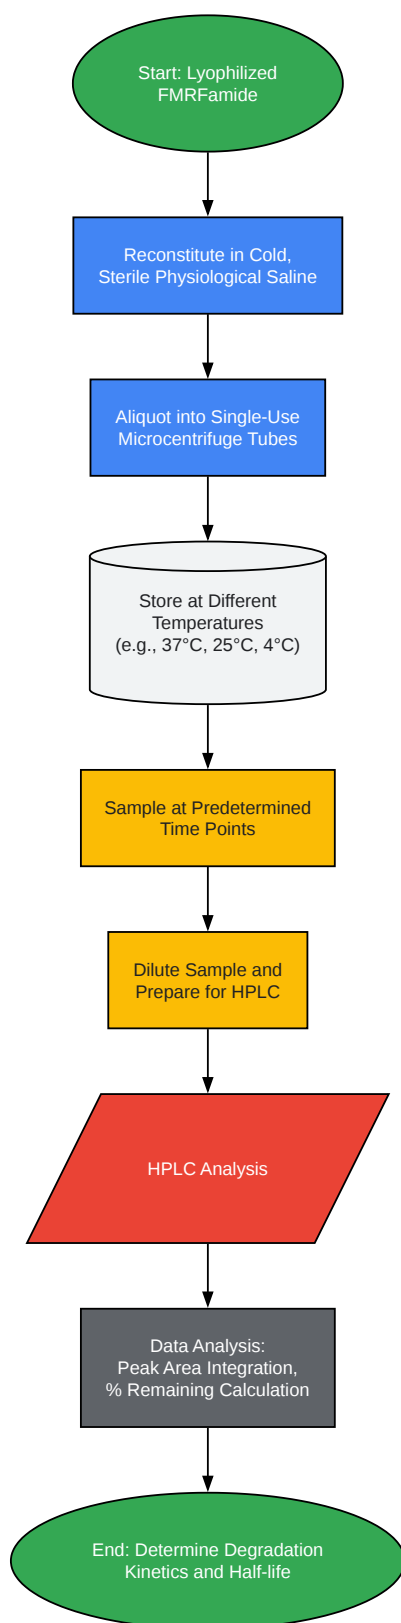 Start: Lyophilized
FMRFamide
Reconstitute in Cold,
Sterile Physiological Saline
Aliquot into Single-Use
Microcentrifuge Tubes
Store at Different
Temperatures
(e.g., 37°C, 25°C, 4°C)
Sample at Predetermined
Time Points
Dilute Sample and
Prepare for HPLC
HPLC Analysis
Data Analysis:
Peak Area Integration,
% Remaining Calculation
End: Determine Degradation
Kinetics and Half-life